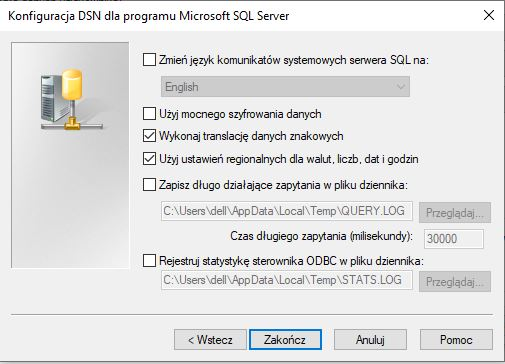 Konfiguracja DSN dla programu Microsoft SQL Server
Zmień język komunikatów systemowych serwera SQL na:
English
Użyj mocnego szyfrowania danych
Wykonaj translację danych znakowych
Użyj ustawień regionalnych dla walut, liczb, dat i godzin
Zapisz długo działające zapytania w pliku dziennika:
C:\Users\dell\AppData\Local\Temp\QUERY.LOG
Przeglądaj...
Czas długiego zapytania (milisekundy):
30000
Rejestruj statystykę sterownika ODBC w pliku dziennika:
C:\Users\dell\AppData\Local\Temp\STATS.LOG
Przeglądaj...
< Wstecz
Zakończ
Anuluj
Pomoc